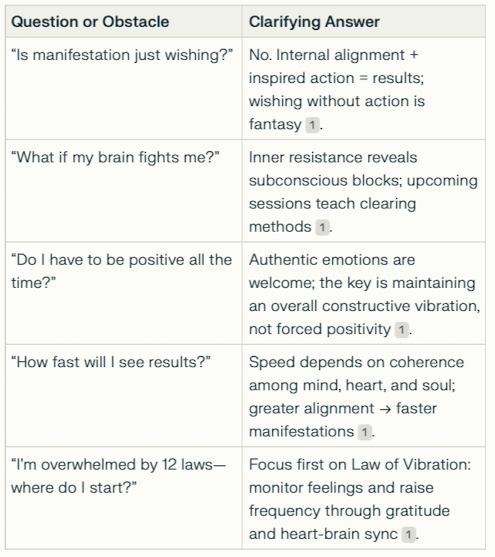 Question or Obstacle
Clarifying Answer
“Is manifestation just wishing?”
No. Internal alignment +
inspired action = results;
wishing without action is
fantasy 1.
“What if my brain fights me?”
Inner resistance reveals
subconscious blocks; upcoming
sessions teach clearing
methods 1.
“Do I have to be positive all the
time?”
Authentic emotions are
welcome; the key is maintaining
an overall constructive vibration,
not forced positivity 1.
“How fast will I see results?”
Speed depends on coherence
among mind, heart, and soul;
greater alignment → faster
manifestations 1.
“I’m overwhelmed by 12 laws—
where do I start?”
Focus first on Law of Vibration:
monitor feelings and raise
frequency through gratitude
and heart-brain sync 1.